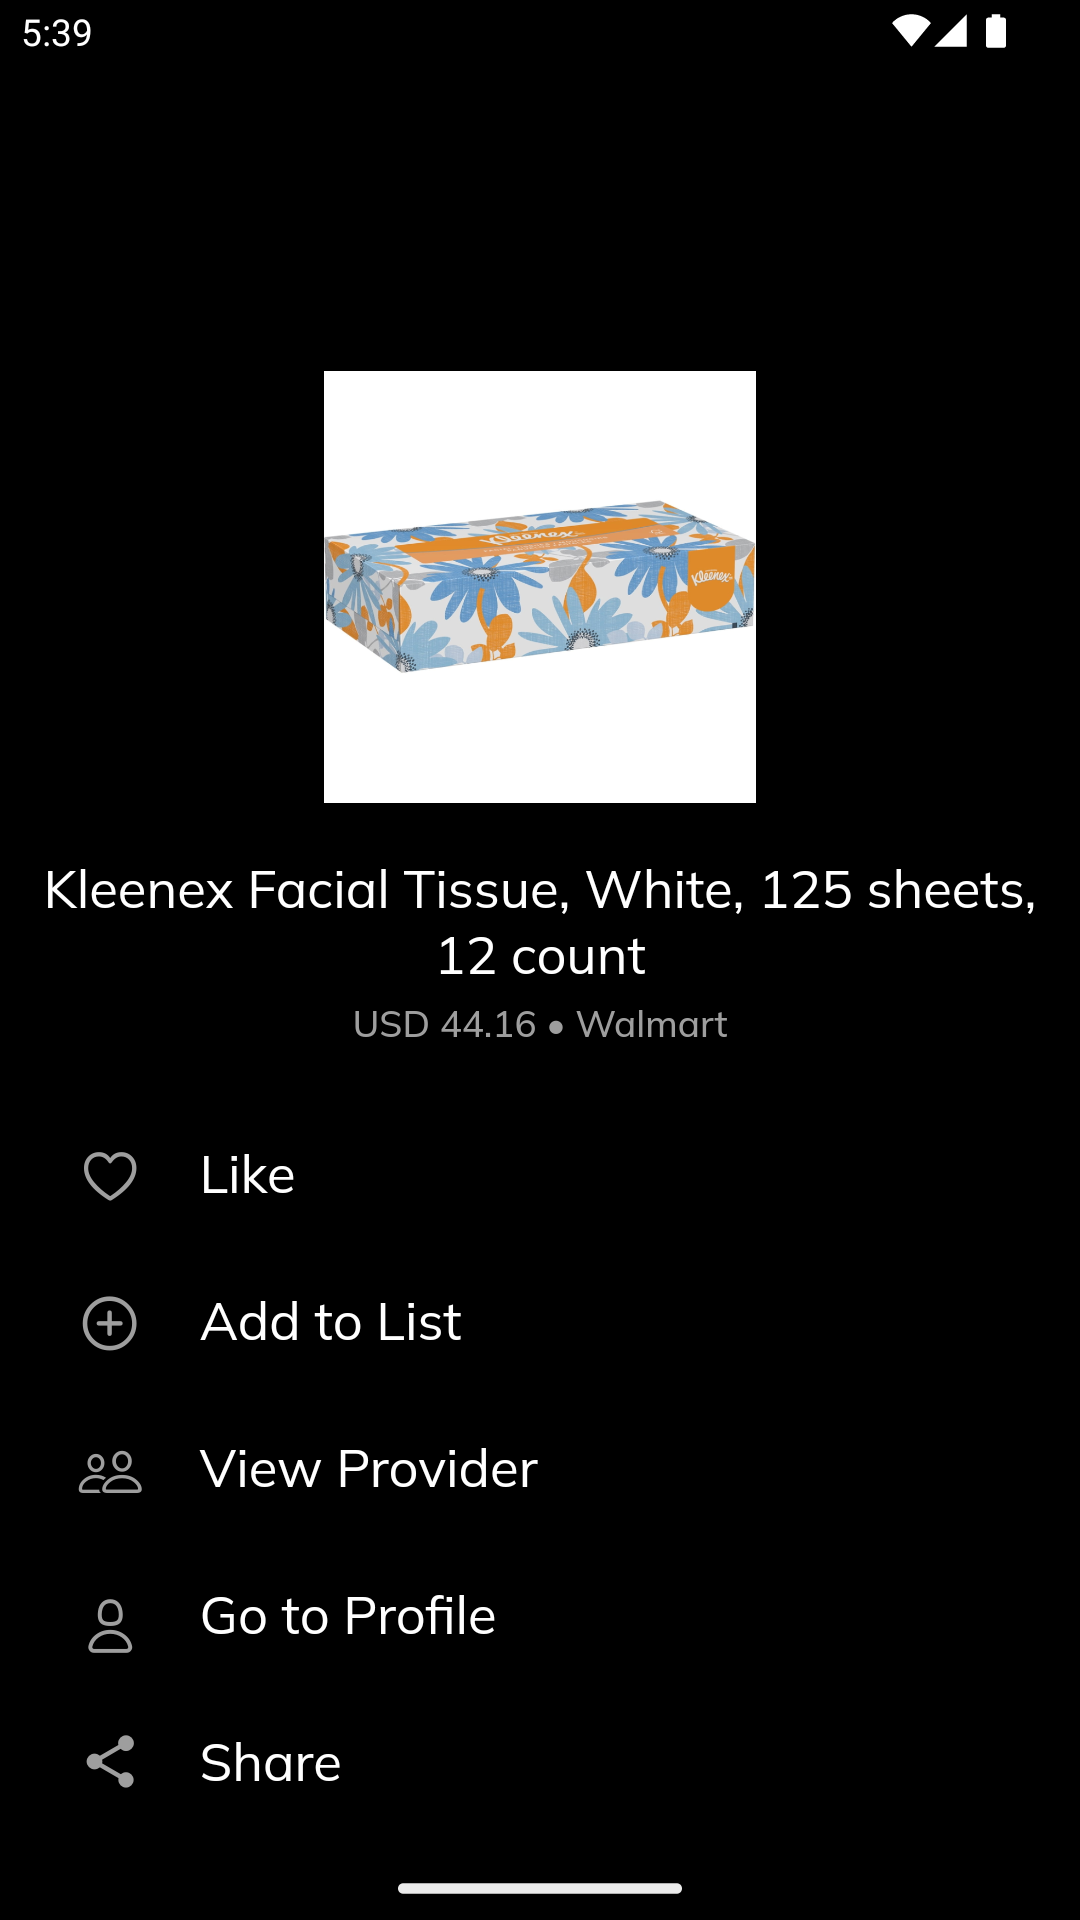 5:39
Kleenex
Kleenex
Kleenex Facial Tissue, White, 125 sheets,
12 count
USD 44.16 • Walmart
Like
Add to List
View Provider
Go to Profile
Share